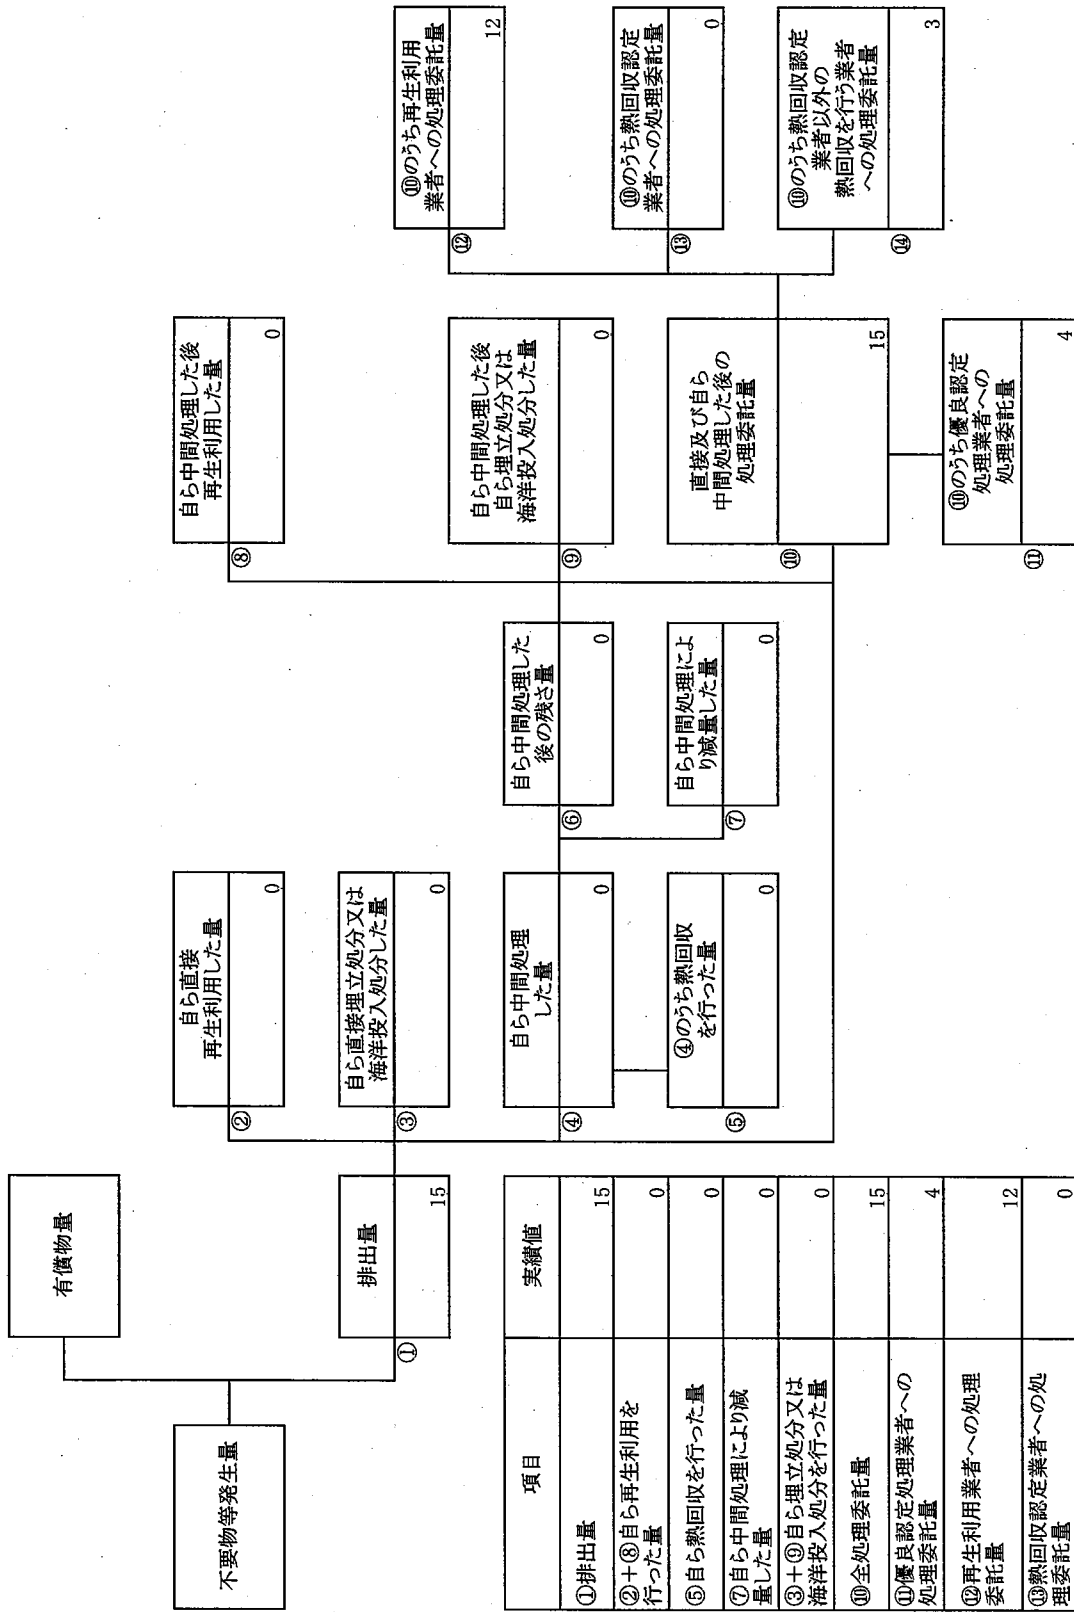 不要物等発生量
有償物量
①
排出量
15
②
自ら直接
再生利用した量
0
③
自ら直接埋立処分又は
海洋投入処分した量
0
④
自ら中間処理
した量
0
⑤
④のうち熱回収
を行った量
0
⑥
自ら中間処理した
後の残さ量
0
⑦
自ら中間処理によ
り減量した量
0
⑧
自ら中間処理した後
再生利用した量
0
⑨
自ら中間処理した後
自ら埋立処分又は
海洋投入処分した量
0
⑩
直接及び自ら
中間処理した後の
処理委託量
15
⑪
⑩のうち優良認定
処理業者への
処理委託量
4
⑫
⑩のうち再生利用
業者への処理委託量
12
⑬
⑩のうち熱回収認定
業者への処理委託量
0
⑭
⑩のうち熱回収認定
業者以外の
熱回収を行う業者
への処理委託量
3
項目
実績値
①排出量
15
②+⑧自ら再生利用を
行った量
0
⑤自ら熱回収を行った量
0
⑦自ら中間処理により減
量した量
0
③+⑨自ら埋立処分又は
海洋投入処分を行った量
0
⑩全処理委託量
15
⑪優良認定処理業者への
処理委託量
4
⑫再生利用業者への処理
委託量
12
⑬熱回収認定業者への処
理委託量
0